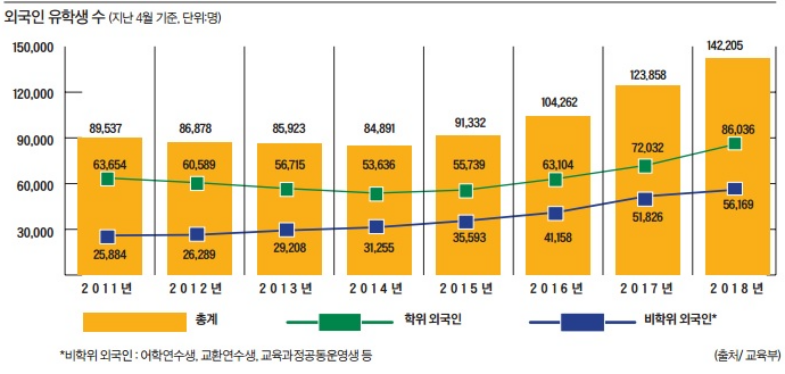 외국인 유학생 수 (지난 4월 기준, 단위:명)
150,000
120,000
90,000
60,000
30,000
89,537 86,878 85,923 84,891 91,332 104,262 123,858 142,205
63,654 60,589 56,715 53,636 55,739 63,104 72,032 86,036
25,884 26,289 29,208 31,255 35,593 41,158 51,826 56,169
2011년 2012년 2013년 2014년 2015년 2016년 2017년 2018년
총계 학위 외국인 비학위 외국인*
*비학위 외국인 : 어학연수생, 교환연수생, 교육과정공동운영생 등 (출처/ 교육부)